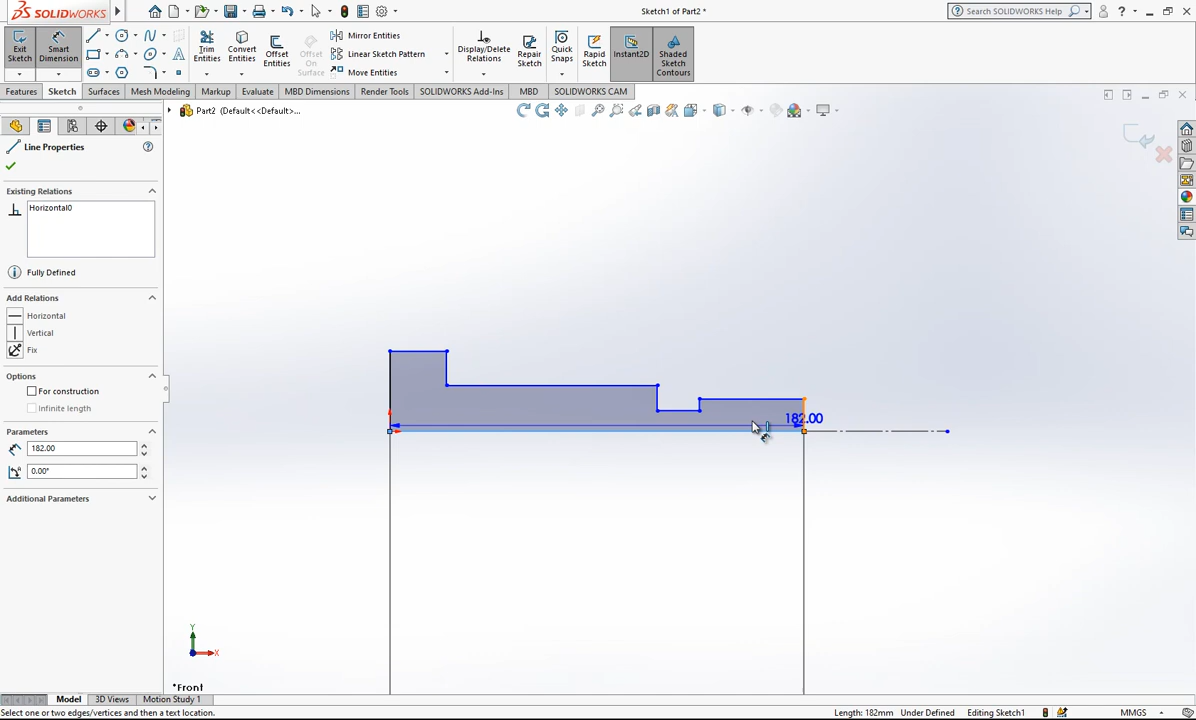 SOLIDWORKS
Sketch1 of Part2 *
Search SOLIDWORKS Help
?
Exit Sketch
Smart Dimension
Trim Entities
Convert Entities
Offset Entities
Offset On Surface
Mirror Entities
Linear Sketch Pattern
Move Entities
Display/Delete Relations
Repair Sketch
Quick Snaps
Rapid Sketch
Instant2D
Shaded Sketch Contours
Features Sketch Surfaces Mesh Modeling Markup Evaluate MBD Dimensions Render Tools SOLIDWORKS Add-Ins MBD SOLIDWORKS CAM
Part2 (Default<<Default>...
Line Properties
Existing Relations
Horizontal0
Fully Defined
Add Relations
Horizontal
Vertical
Fix
Options
For construction
Infinite length
Parameters
182.00
0.00°
Additional Parameters
182.00
Y
X
*Front
Model 3D Views Motion Study 1
Select one or two edges/vertices and then a text location.
Length: 182mm Under Defined Editing Sketch1 MMGS